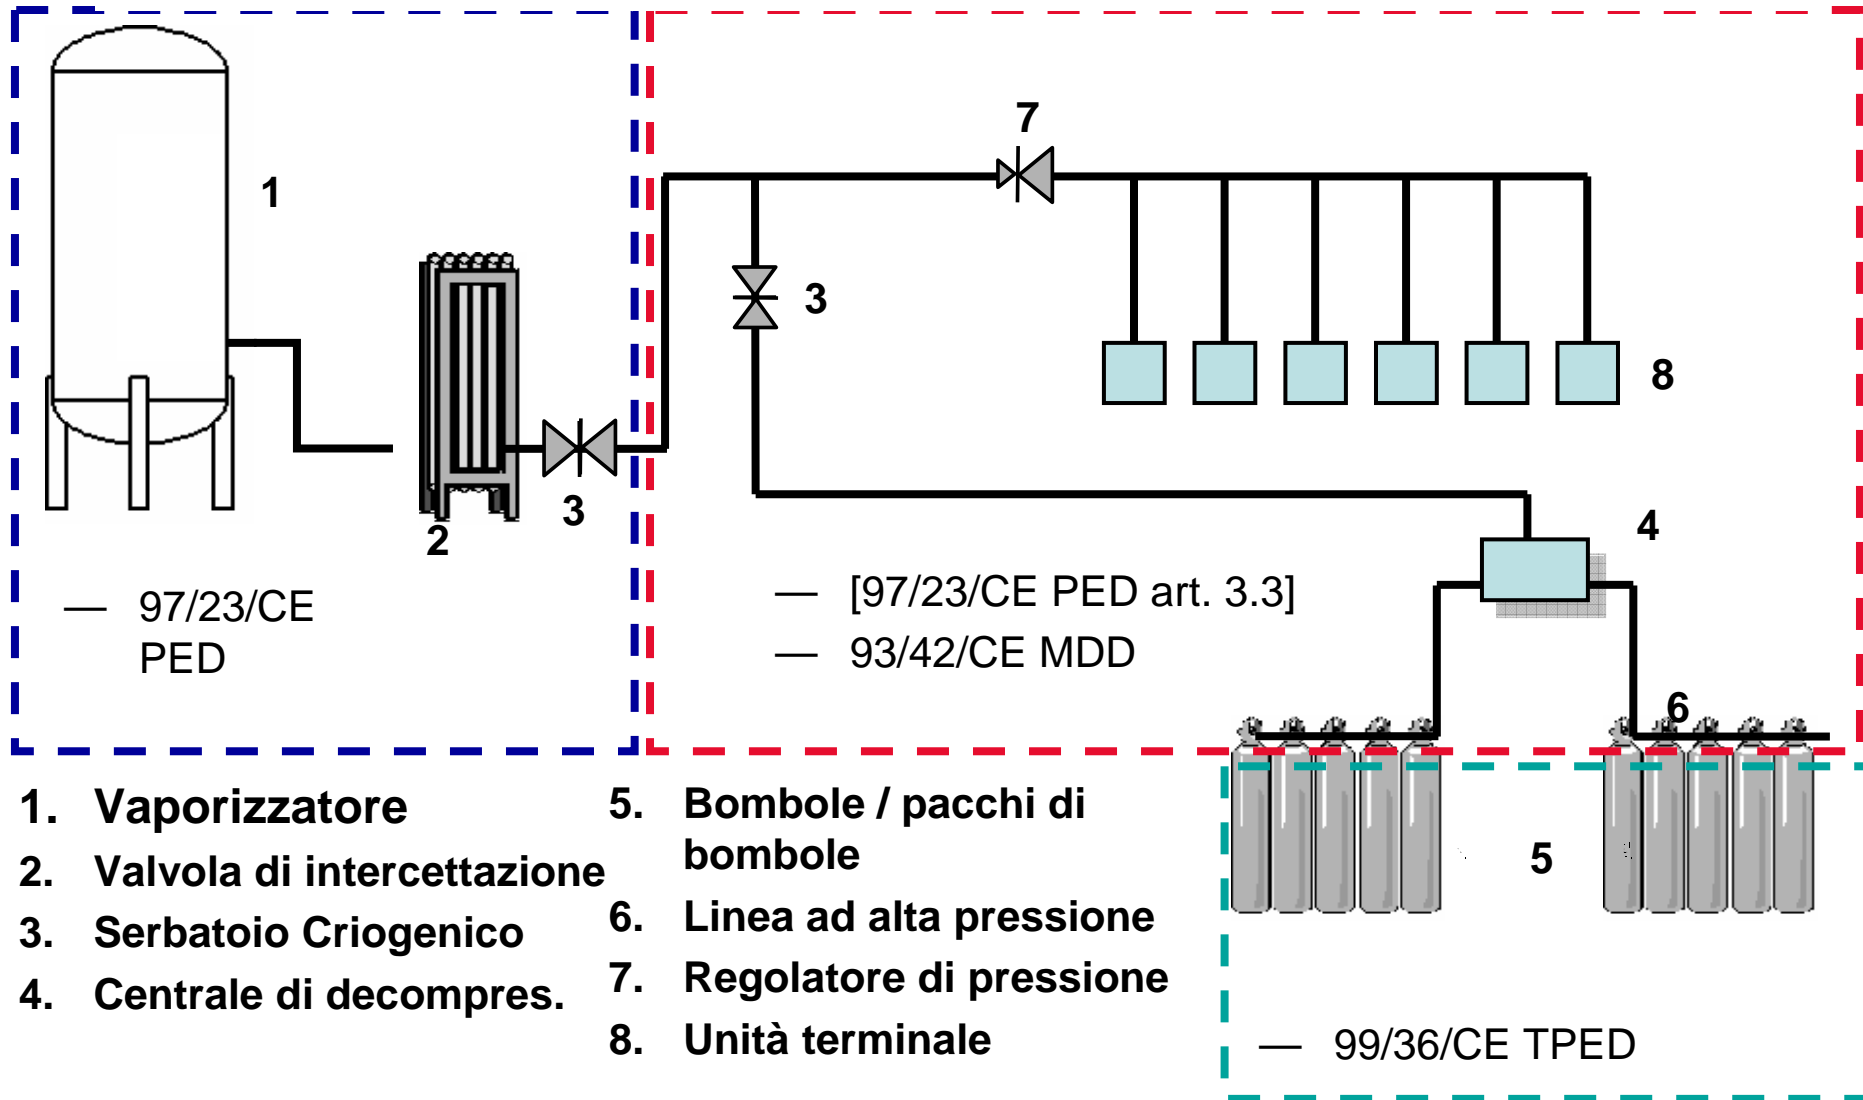 7
1
3
8
3
2
4
— 97/23/CE
PED
— [97/23/CE PED art. 3.3]
— 93/42/CE MDD
6
5
1. Vaporizzatore
2. Valvola di intercettazione
3. Serbatoio Criogenico
4. Centrale di decompres.
5. Bombole / pacchi di
bombole
6. Linea ad alta pressione
7. Regolatore di pressione
8. Unità terminale
— 99/36/CE TPED